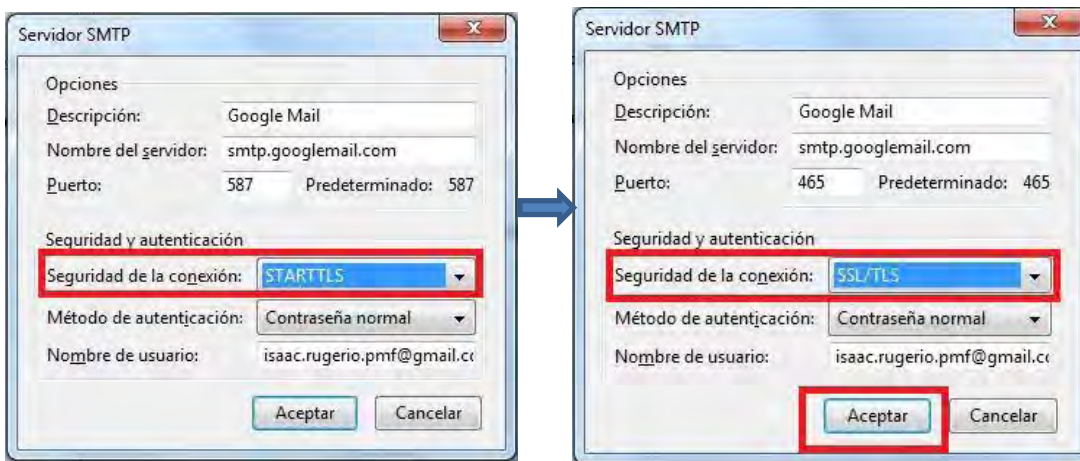 Servidor SMTP
Opciones
Descripción: Google Mail
Nombre del servidor: smtp.googlemail.com
Puerto: 587 Predeterminado: 587
Seguridad y autenticación
Seguridad de la conexión: STARTTLS
Método de autenticación: Contraseña normal
Nombre de usuario: isaac.rugerio.pmf@gmail.cc
Aceptar Cancelar
Servidor SMTP
Opciones
Descripción: Google Mail
Nombre del servidor: smtp.googlemail.com
Puerto: 465 Predeterminado: 465
Seguridad y autenticación
Seguridad de la conexión: SSL/TLS
Método de autenticación: Contraseña normal
Nombre de usuario: isaac.rugerio.pmf@gmail.cc
Aceptar Cancelar